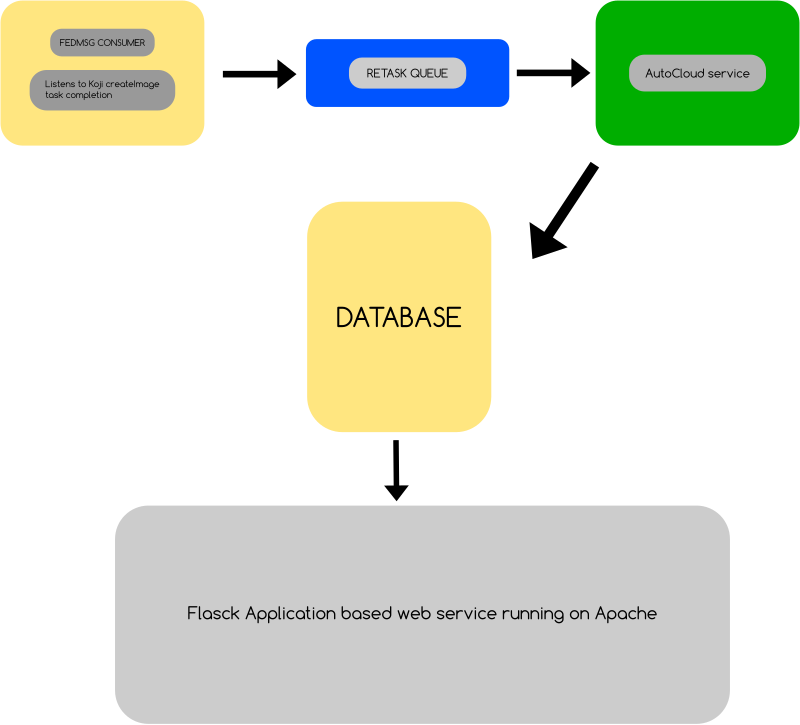 FEDMSG CONSUMER
Listens to Koji createImage
task completion
RETASK QUEUE
AutoCloud service
DATABASE
Flasck Application based web service running on Apache